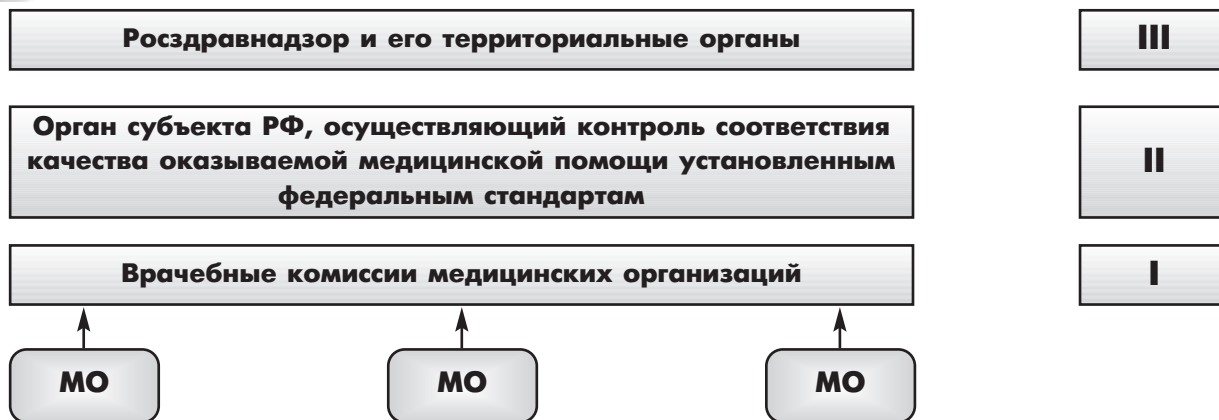 Росздравнадзор и его территориальные органы
III
Орган субъекта РФ, осуществляющий контроль соответствия
качества оказываемой медицинской помощи установленным
федеральным стандартам
II
Врачебные комиссии медицинских организаций
I
МО
МО
МО